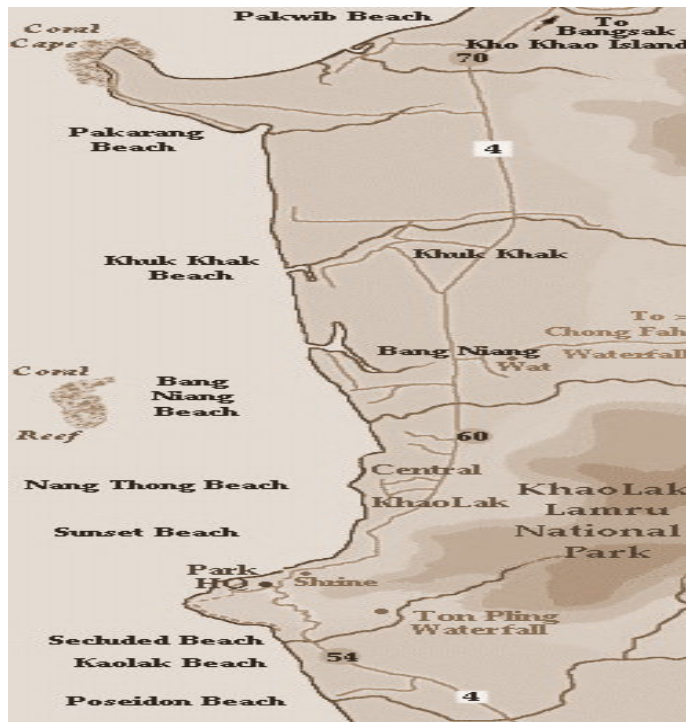 Pakwib Beach
To
Bangsak
Kho Khao Island
Coral
Cape
70
Pakarang
Beach
4
Khuk Khak
Khuk Khak
Beach
To >
Chong Fah
Waterfall
Bang Niang
Wat
Coral
Reef
Bang
Niang
Beach
60
Central
KhaoLak
Nang Thong Beach
KhaoLak
Lamru
National
Park
Sunset Beach
Park
HQ
Shrine
Ton Pling
Waterfall
Secluded Beach
54
Kaolak Beach
4
Poseidon Beach